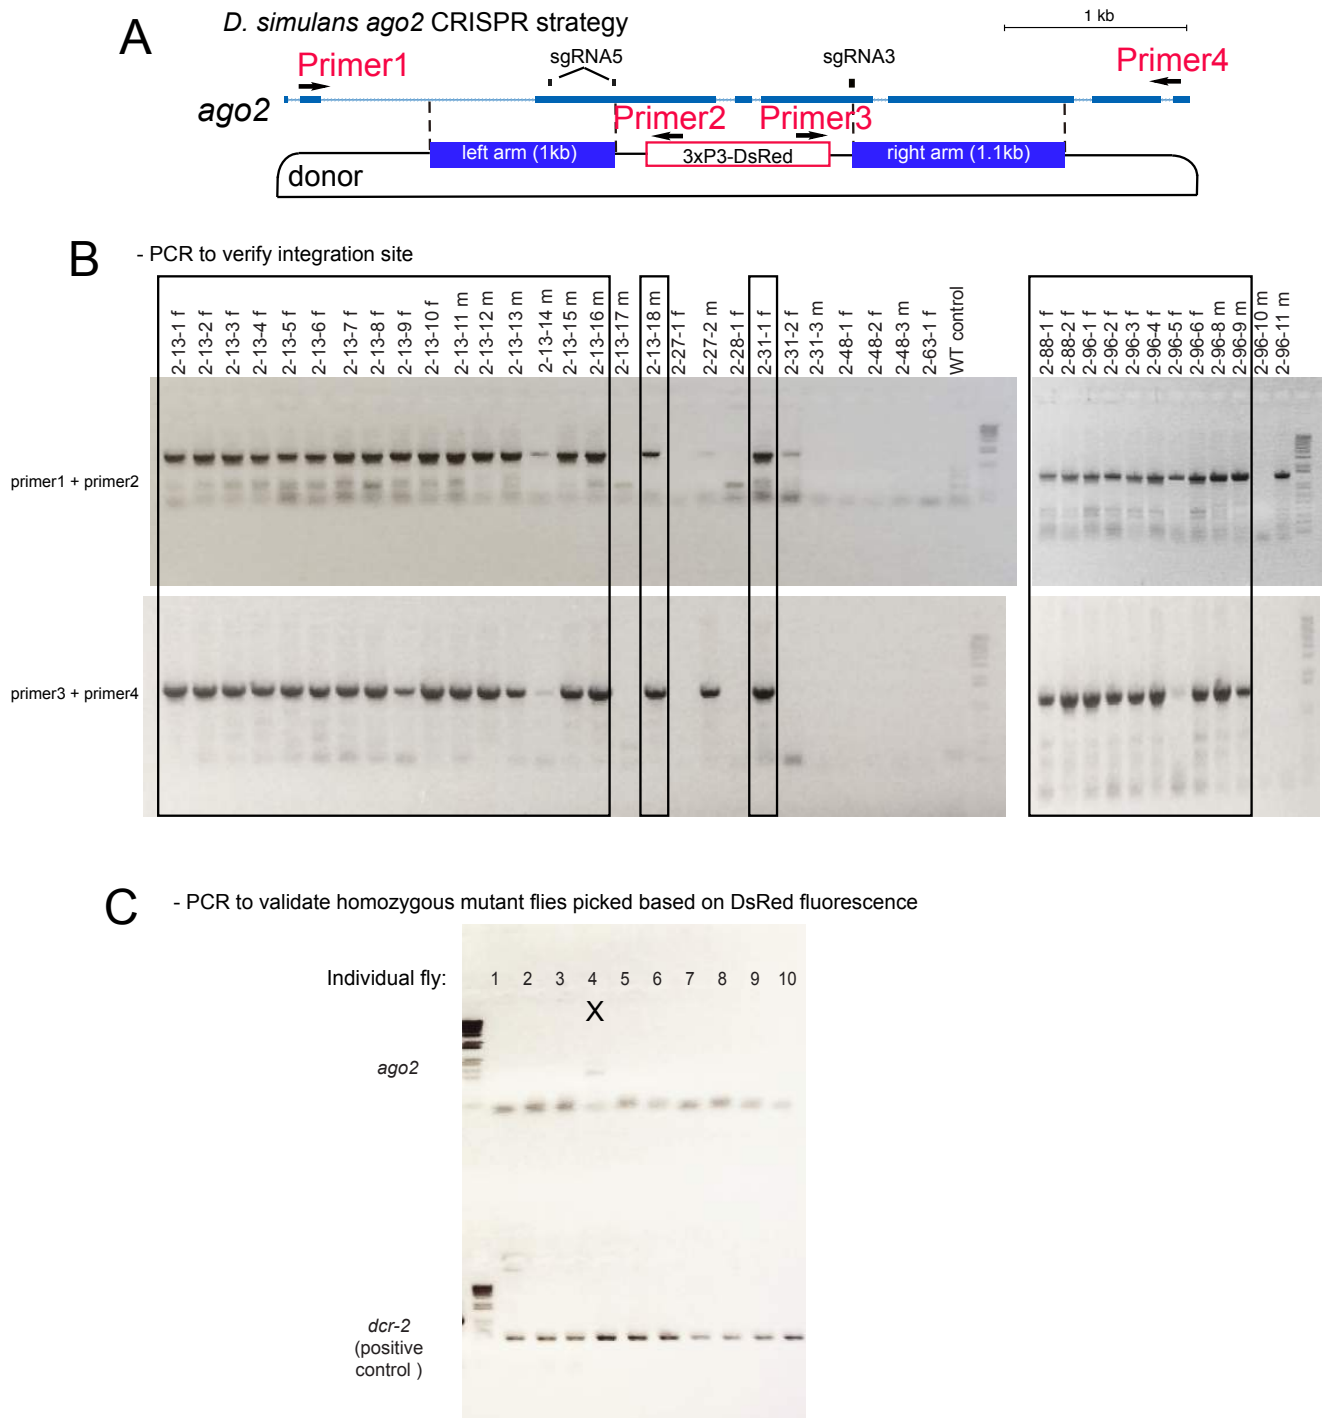 A
D. simulans ago2 CRISPR strategy
1 kb
Primer1
sgRNA5
sgRNA3
Primer4
ago2
Primer2
Primer3
left arm (1kb)
3xP3-DsRed
right arm (1.1kb)
donor
B
- PCR to verify integration site
2-13-1 f
2-13-2 f
2-13-3 f
2-13-4 f
2-13-5 f
2-13-6 f
2-13-7 f
2-13-8 f
2-13-9 f
2-13-10 f
2-13-11 m
2-13-12 m
2-13-13 m
2-13-14 m
2-13-15 m
2-13-16 m
2-13-17 m
2-13-18 m
2-27-1 f
2-27-2 m
2-28-1 f
2-31-1 f
2-31-2 f
2-31-3 m
2-48-1 f
2-48-2 f
2-48-3 m
2-63-1 f
WT control
2-88-1 f
2-88-2 f
2-96-1 f
2-96-2 f
2-96-3 f
2-96-4 f
2-96-5 f
2-96-6 f
2-96-8 m
2-96-9 m
2-96-10 m
2-96-11 m
primer1 + primer2
primer3 + primer4
C
- PCR to validate homozygous mutant flies picked based on DsRed fluorescence
Individual fly: 1 2 3 4 5 6 7 8 9 10
X
ago2
dcr-2
(positive
control )